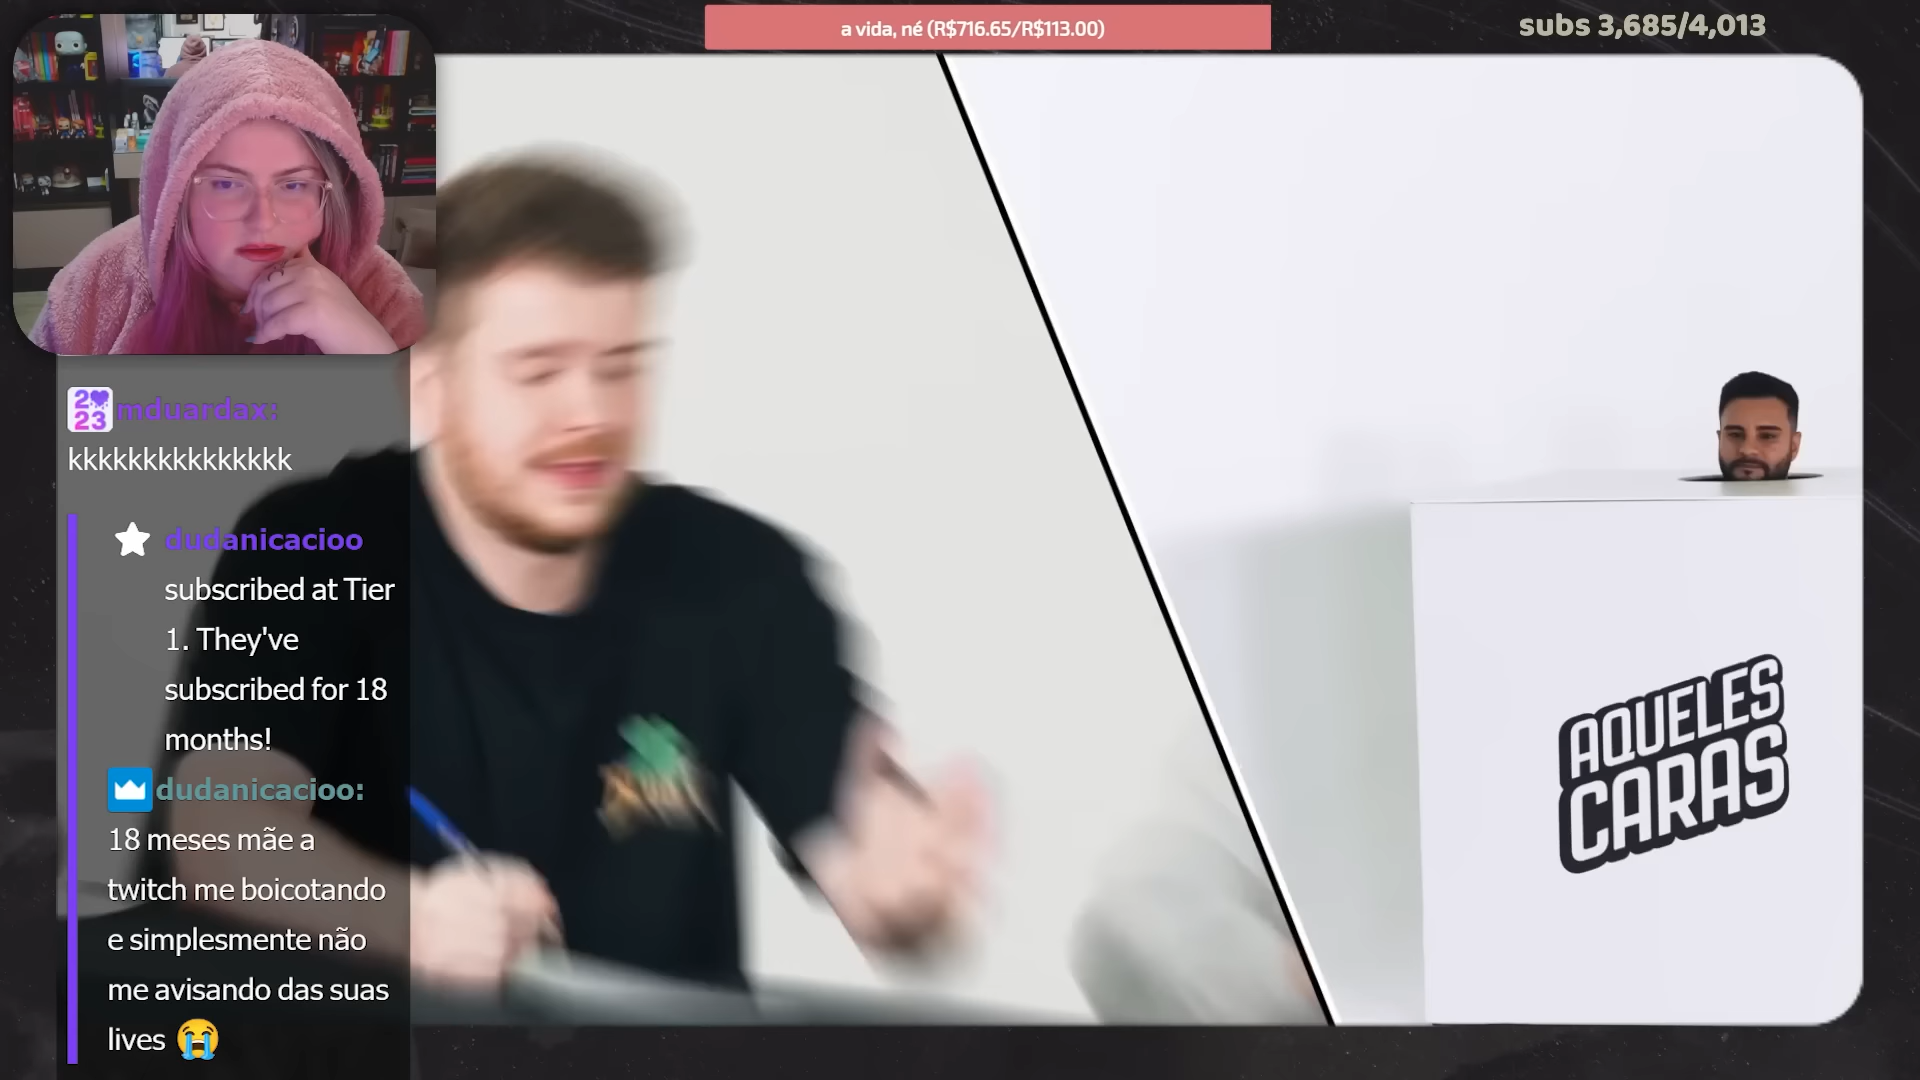 a vida, né (R$716.65/R$113.00)
subs 3,685/4,013
2023
mduardax:
kkkkkkkkkkkkkkk
dudanicacioo
subscribed at Tier
1. They've
subscribed for 18
months!
dudanicacioo:
18 meses mãe a
twitch me boicotando
e simplesmente não
me avisando das suas
lives 😭
AQUELES
CARAS